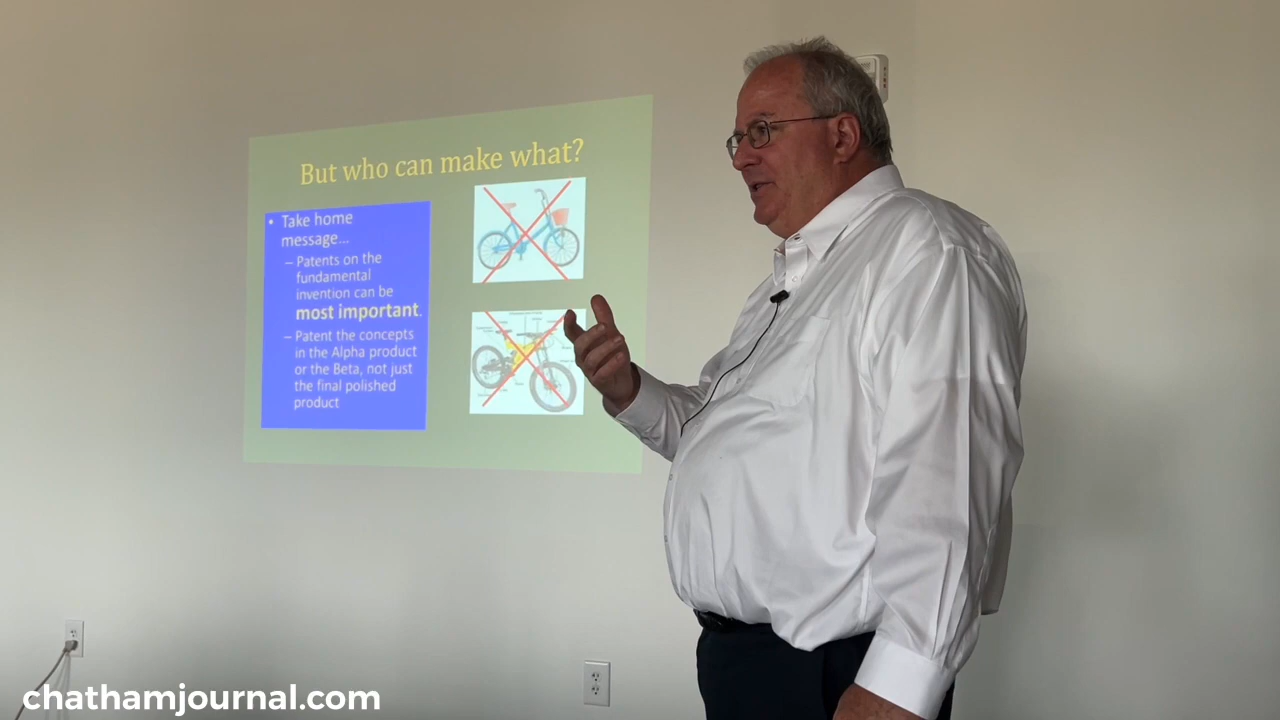 But who can make what?
• Take home
message...
– Patents on the
fundamental
invention can be
most important.
– Patent the concepts
in the Alpha product
or the Beta, not just
the final polished
product
chathamjournal.com